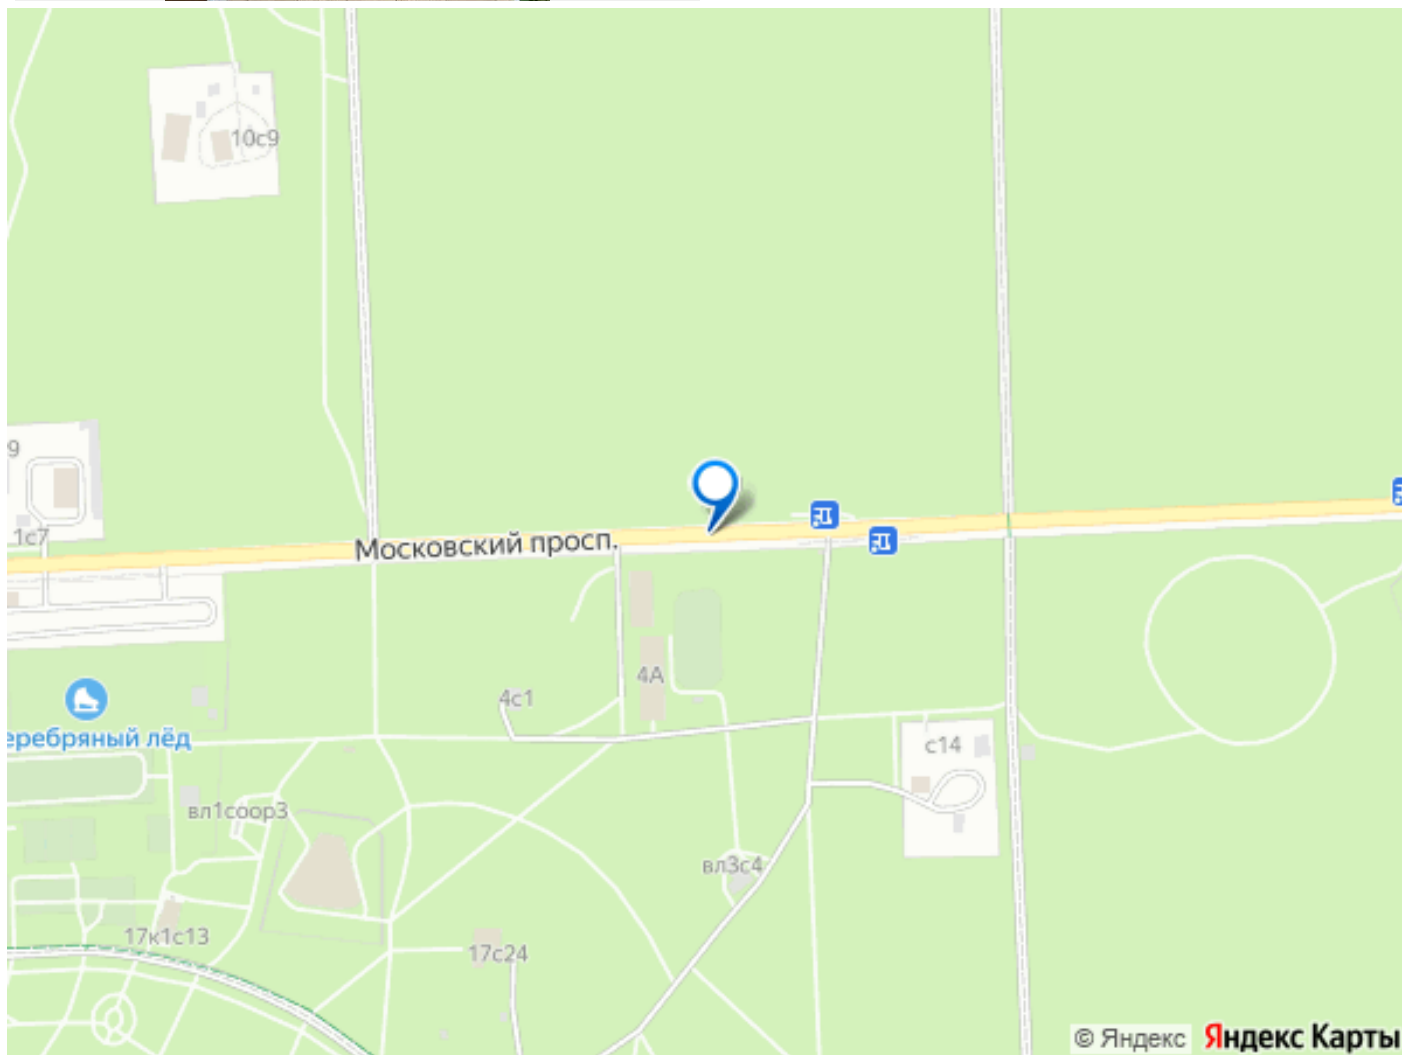 10с9
9
1с7
Московский просп.
4А
4с1
еребряный лёд
с14
вл1соор3
вл3с4
17к1с13
17с24
© Яндекс Яндекс Карты